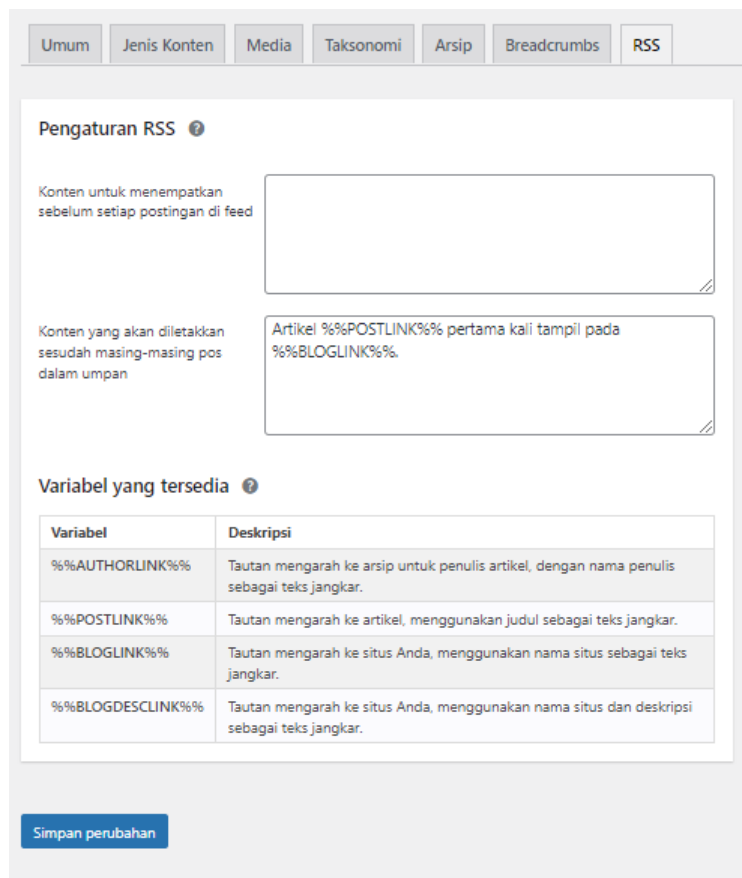 Umum Jenis Konten Media Taksonomi Arsip Breadcrumbs RSS
Pengaturan RSS
Konten untuk menempatkan
sebelum setiap postingan di feed
Konten yang akan diletakkan
sesudah masing-masing pos
dalam umpan
Artikel %%POSTLINK%% pertama kali tampil pada
%%BLOGLINK%%.
Variabel yang tersedia
Variabel Deskripsi
%%AUTHORLINK%% Tautan mengarah ke arsip untuk penulis artikel, dengan nama penulis
sebagai teks jangkar.
%%POSTLINK%% Tautan mengarah ke artikel, menggunakan judul sebagai teks jangkar.
%%BLOGLINK%% Tautan mengarah ke situs Anda, menggunakan nama situs sebagai teks
jangkar.
%%BLOGDESCLINK%% Tautan mengarah ke situs Anda, menggunakan nama situs dan deskripsi
sebagai teks jangkar.
Simpan perubahan